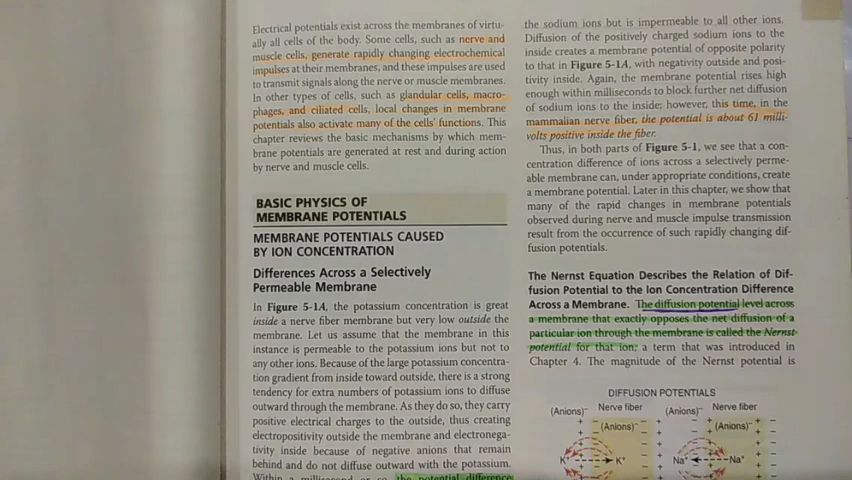 Electrical potentials exist across the membranes of virtu-
ally all cells of the body. Some cells, such as nerve and
muscle cells, generate rapidly changing electrochemical
impulses at their membranes, and these impulses are used
to transmit signals along the nerve or muscle membranes.
In other types of cells, such as glandular cells, macro-
phages, and ciliated cells, local changes in membrane
potentials also activate many of the cells' functions. This
chapter reviews the basic mechanisms by which mem-
brane potentials are generated at rest and during action
by nerve and muscle cells.
BASIC PHYSICS OF
MEMBRANE POTENTIALS
MEMBRANE POTENTIALS CAUSED
BY ION CONCENTRATION
Differences Across a Selectively
Permeable Membrane
In Figure 5-1A, the potassium concentration is great
inside a nerve fiber membrane but very low outside the
membrane. Let us assume that the membrane in this
instance is permeable to the potassium ions but not to
any other ions. Because of the large potassium concentra-
tion gradient from inside toward outside, there is a strong
tendency for extra numbers of potassium ions to diffuse
outward through the membrane. As they do so, they carry
positive electrical charges to the outside, thus creating
electropositivity outside the membrane and electronega-
tivity inside because of negative anions that remain
behind and do not diffuse outward with the potassium.
Within a millisecond or so, the potential difference
the sodium ions but is impermeable to all other ions.
Diffusion of the positively charged sodium ions to the
inside creates a membrane potential of opposite polarity
to that in Figure 5-1A, with negativity outside and posi-
tivity inside. Again, the membrane potential rises high
enough within milliseconds to block further net diffusion
of sodium ions to the inside; however, this time, in the
mammalian nerve fiber, the potential is about 61 milli-
volts positive inside the fiber.
Thus, in both parts of Figure 5-1, we see that a con-
centration difference of ions across a selectively perme-
able membrane can, under appropriate conditions, create
a membrane potential. Later in this chapter, we show that
many of the rapid changes in membrane potentials
observed during nerve and muscle impulse transmission
result from the occurrence of such rapidly changing dif-
fusion potentials.
The Nernst Equation Describes the Relation of Dif-
fusion Potential to the Ion Concentration Difference
Across a Membrane. The diffusion potential level across
a membrane that exactly opposes the net diffusion of a
particular ion through the membrane is called the Nernst
potential for that ion, a term that was introduced in
Chapter 4. The magnitude of the Nernst potential is
DIFFUSION POTENTIALS
(Anions)⁻ Nerve fiber (Anions)⁻ Nerve fiber
(Anions)⁻ (Anions)⁻
K⁺ K⁺ Na⁺ Na⁺